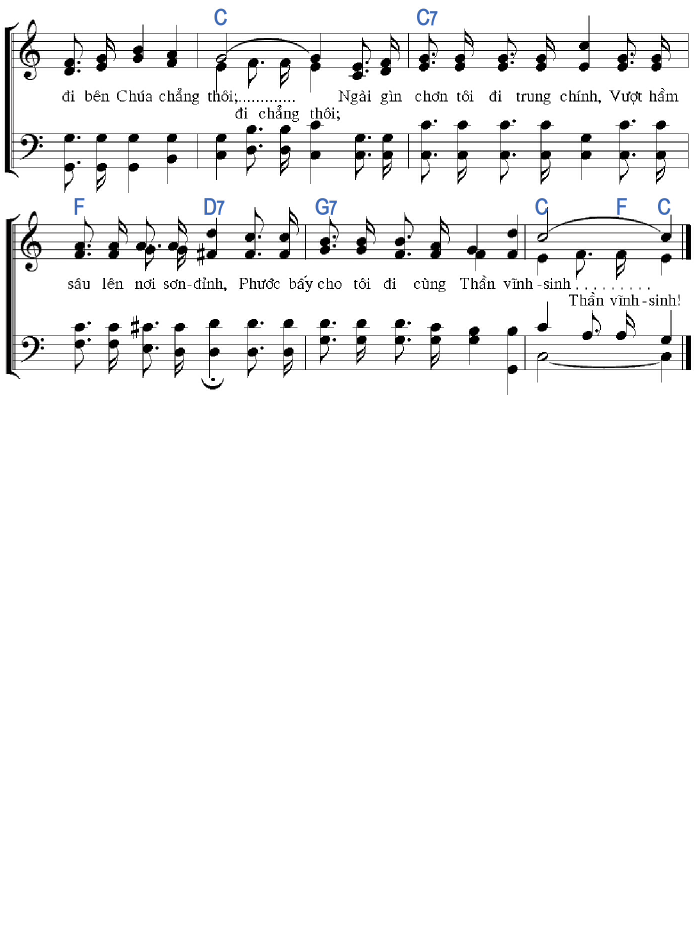 C C7
đi bên Chúa chẳng thôi;............. Ngài gìn chơn tôi đi trung chính, Vượt hầm
đi chẳng thôi;
F D7 G7 C F C
sâu lên nơi sơn-đỉnh, Phước bấy cho tôi đi cùng Thần vĩnh-sinh . . . . . . . . .
Thần vĩnh-sinh!